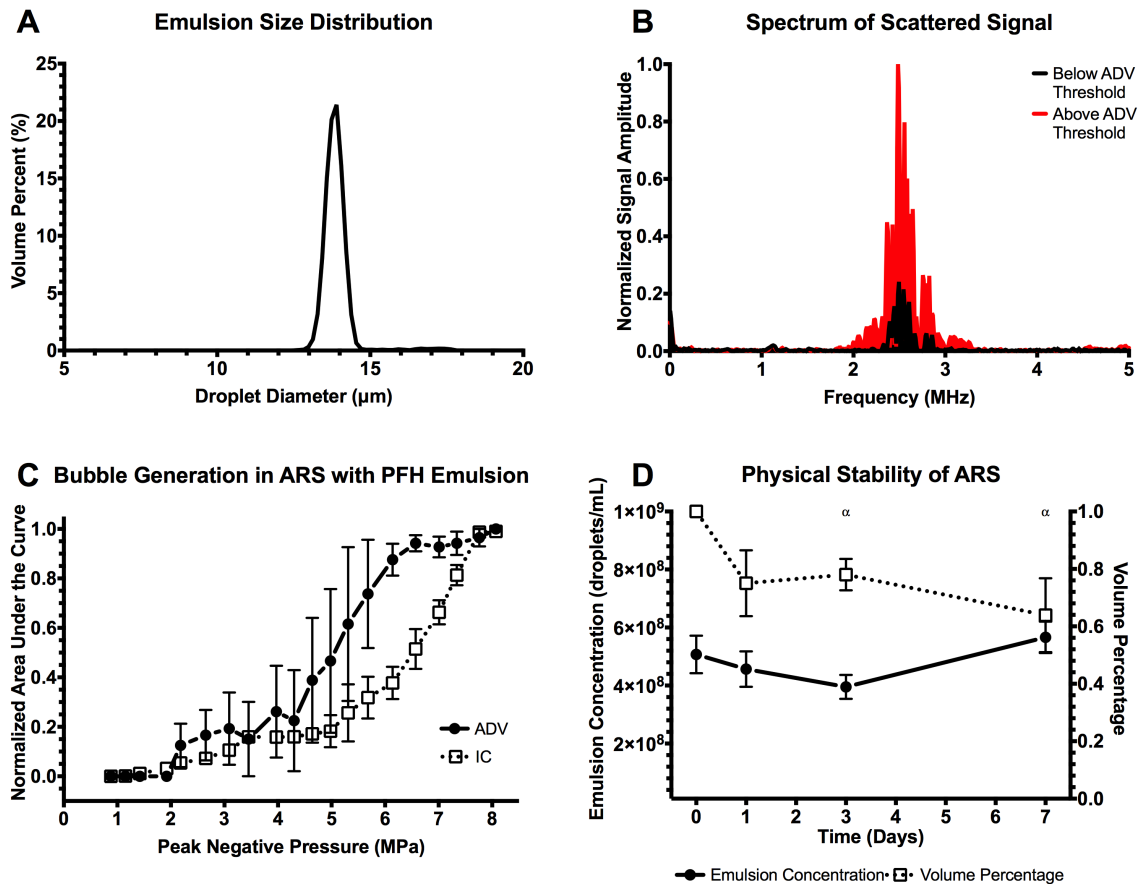 A
Emulsion Size Distribution
25
20
15
10
5
0
Volume Percent (%)
5
10
15
20
Droplet Diameter (µm)
B
Spectrum of Scattered Signal
1.0
0.8
0.6
0.4
0.2
0.0
Normalized Signal Amplitude
0
1
2
3
4
5
Frequency (MHz)
Below ADV
Threshold
Above ADV
Threshold
C
Bubble Generation in ARS with PFH Emulsion
1.0
0.8
0.6
0.4
0.2
0.0
Normalized Area Under the Curve
0
1
2
3
4
5
6
7
8
Peak Negative Pressure (MPa)
ADV
IC
D
Physical Stability of ARS
1×10⁹
8×10⁸
6×10⁸
4×10⁸
2×10⁸
Emulsion Concentration (droplets/mL)
α
α
1.0
0.8
0.6
0.4
0.2
0.0
Volume Percentage
0
1
2
3
4
5
6
7
Time (Days)
Emulsion Concentration
Volume Percentage